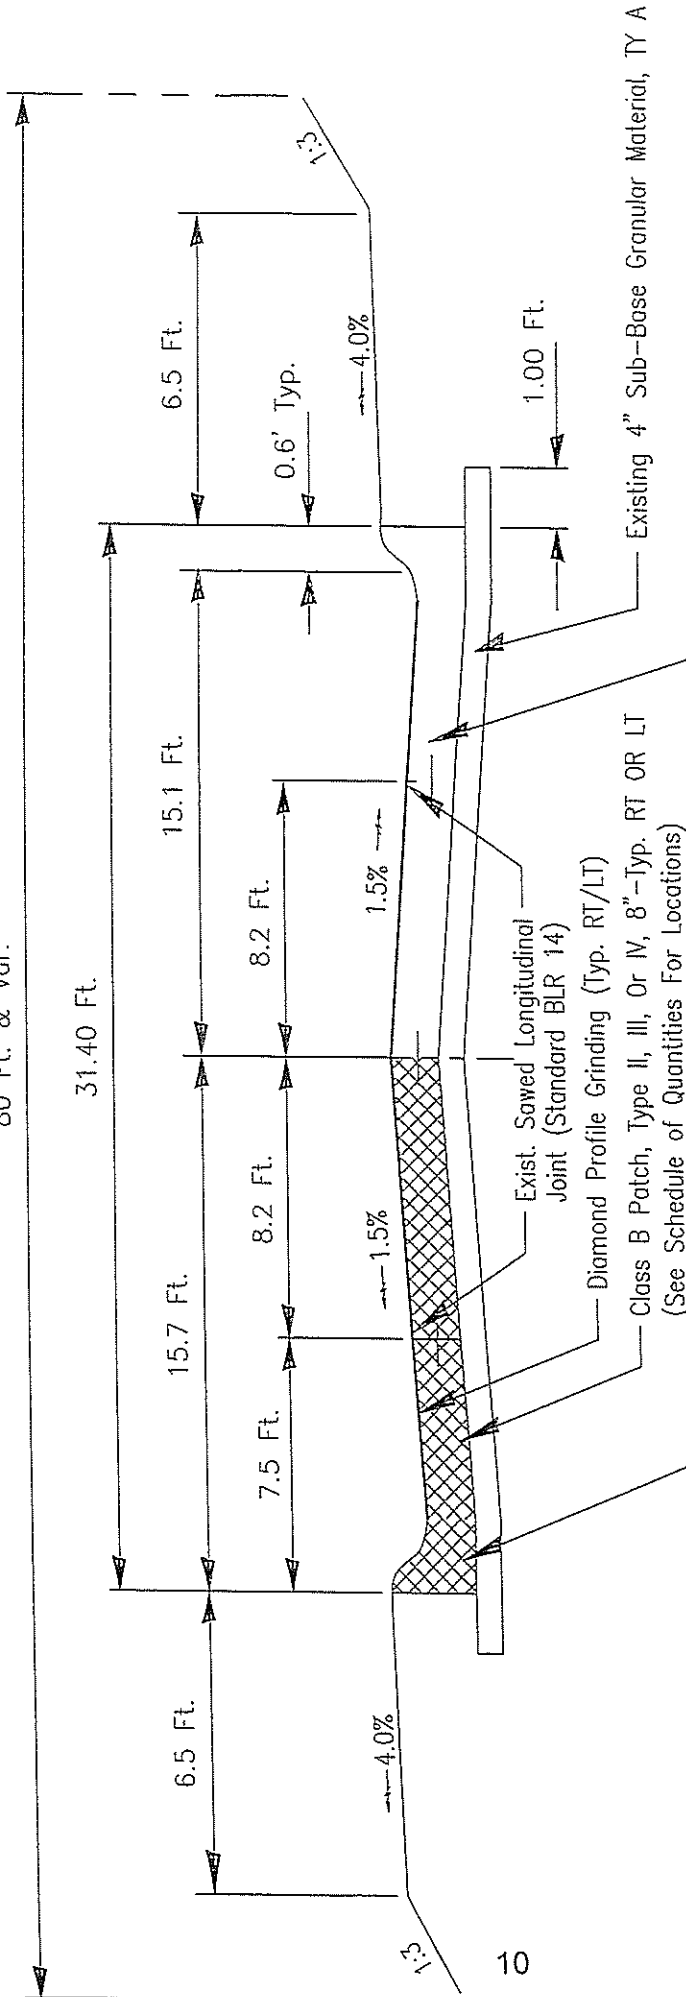 80 Ft. & Var.
31.40 Ft.
6.5 Ft.
15.7 Ft.
15.1 Ft.
6.5 Ft.
7.5 Ft.
8.2 Ft.
8.2 Ft.
0.6' Typ.
1:3
4.0%
1.5%
1.5%
4.0%
1:3
1.00 Ft.
Exist. Sawed Longitudinal
Joint (Standard BLR 14)
Diamond Profile Grinding (Typ. RT/LT)
Class B Patch, Type II, III, Or IV, 8"-Typ. RT OR LT
(See Schedule of Quantities For Locations)
Existing 4" Sub-Base Granular Material, TY A
10